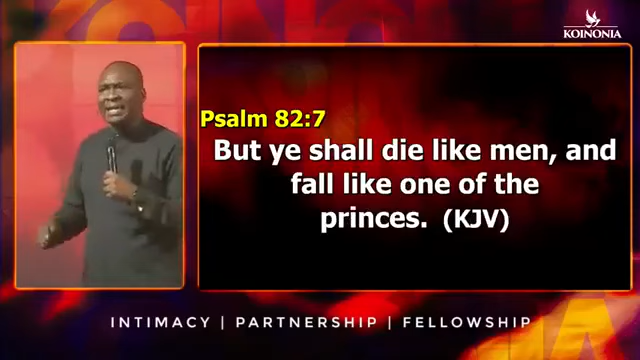 KOINONIA
Psalm 82:7
But ye shall die like men, and
fall like one of the
princes. (KJV)
INTIMACY | PARTNERSHIP | FELLOWSHIP